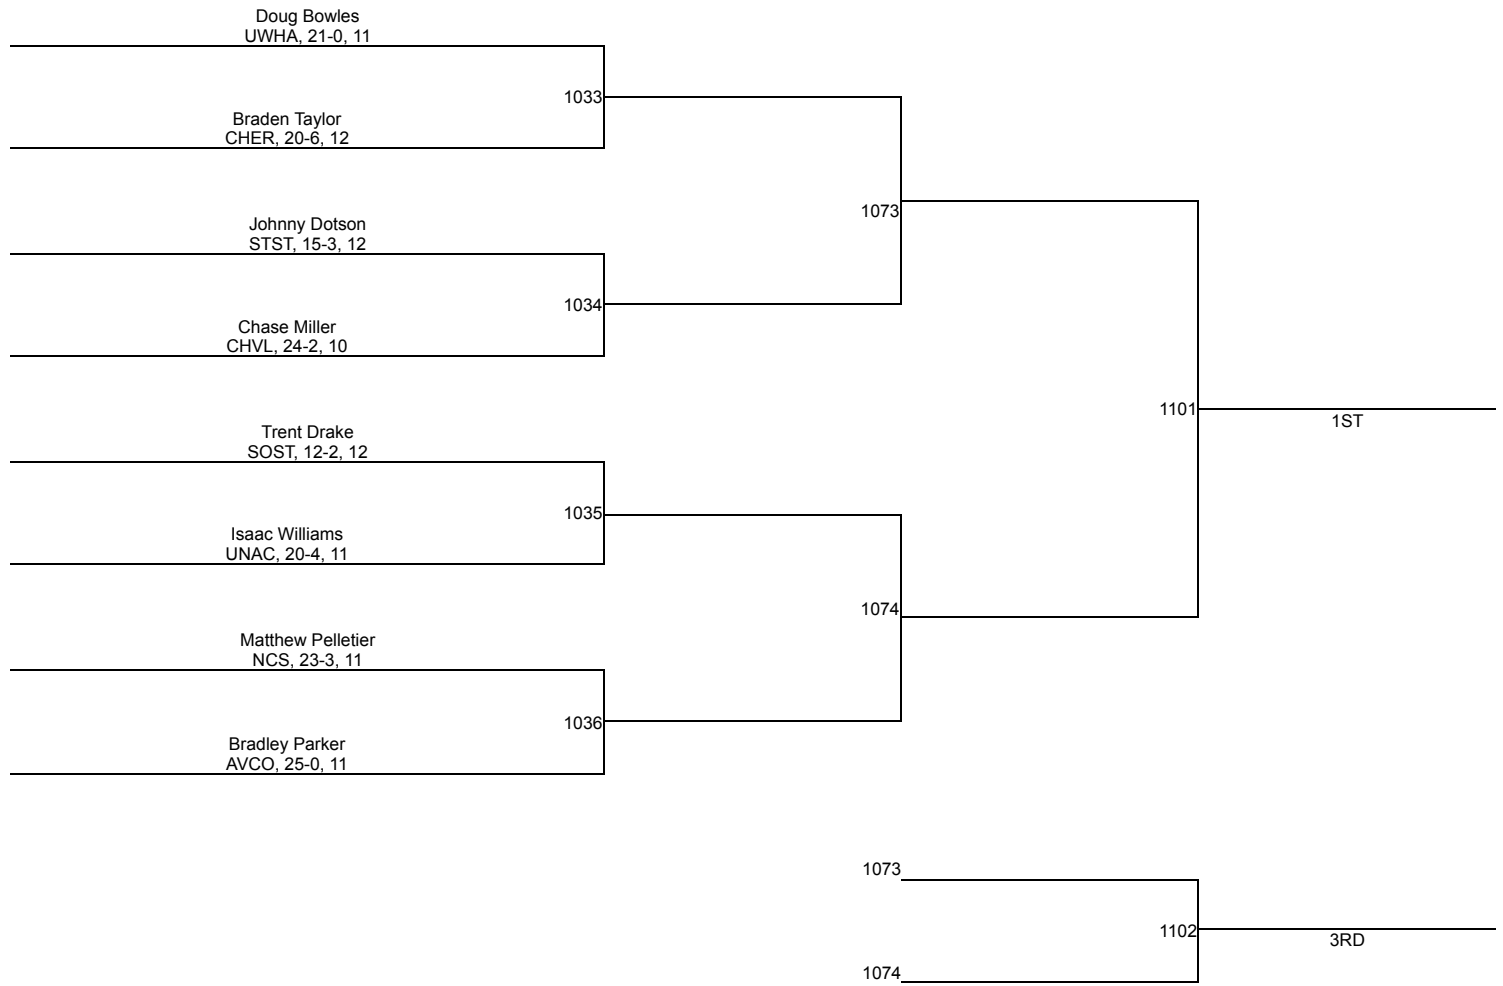 Doug Bowles
UWHA, 21-0, 11
1033
Braden Taylor
CHER, 20-6, 12
1073
Johnny Dotson
STST, 15-3, 12
1034
Chase Miller
CHVL, 24-2, 10
1101
1ST
Trent Drake
SOST, 12-2, 12
1035
Isaac Williams
UNAC, 20-4, 11
1074
Matthew Pelletier
NCS, 23-3, 11
1036
Bradley Parker
AVCO, 25-0, 11
1073
1102
3RD
1074